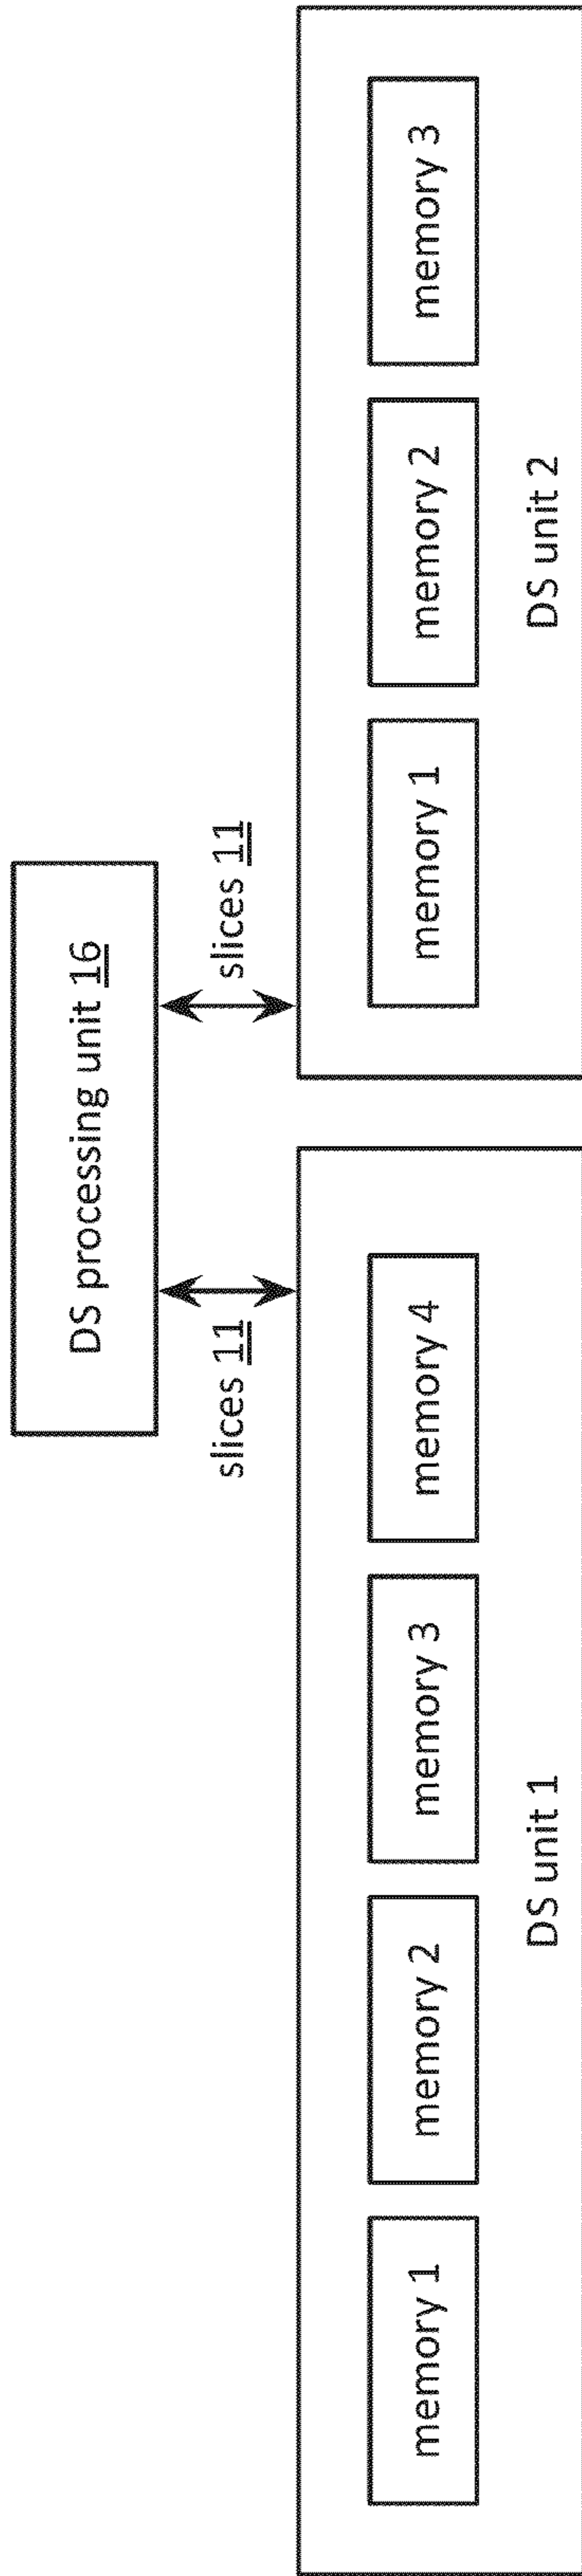 DS processing unit 16
slices 11
slices 11
memory 1
memory 2
memory 3
memory 4
DS unit 1
memory 1
memory 2
memory 3
DS unit 2